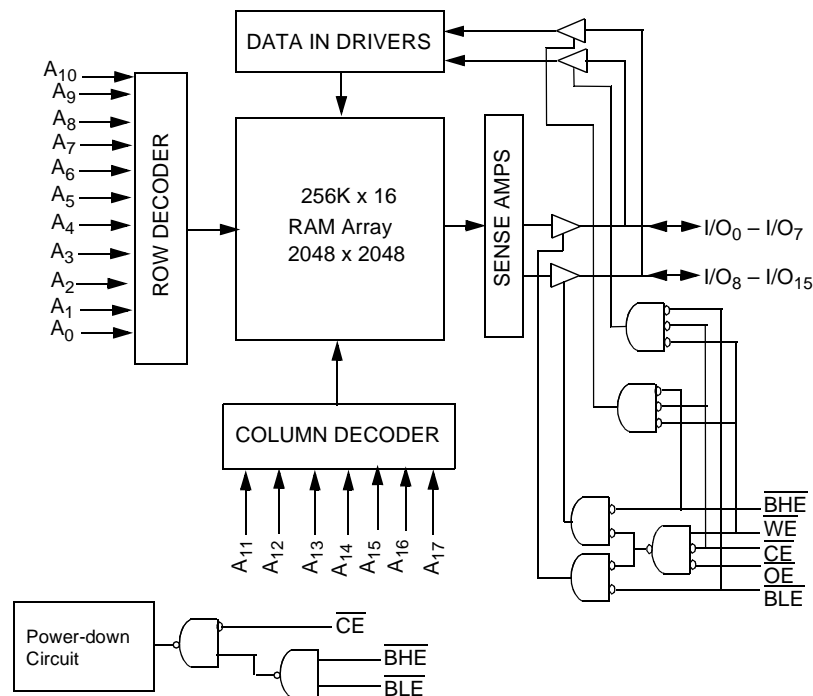 DATA IN DRIVERS
A10
A9
A8
A7
A6
A5
A4
A3
A2
A1
A0
ROW DECODER
256K x 16
RAM Array
2048 x 2048
SENSE AMPS
I/O0 – I/O7
I/O8 – I/O15
COLUMN DECODER
A11
A12
A13
A14
A15
A16
A17
BHE
WE
CE
OE
BLE
Power-down
Circuit
CE
BHE
BLE